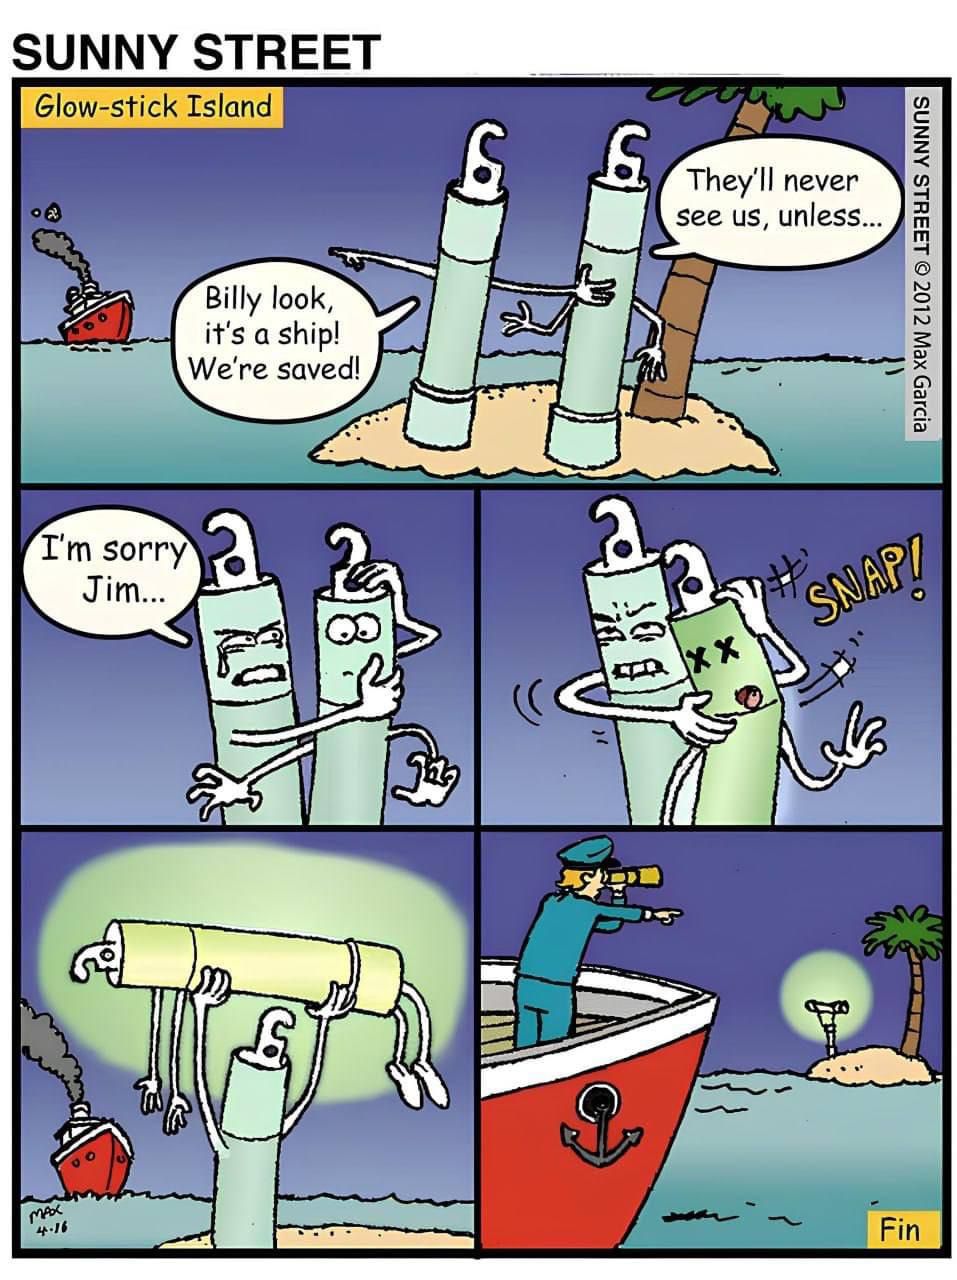 SUNNY STREET
Glow-stick Island
SUNNY STREET © 2012 Max Garcia
They'll never
see us, unless...
Billy look,
it's a ship!
We're saved!
I'm sorry
Jim...
SNAP!
MAX
4-16
Fin